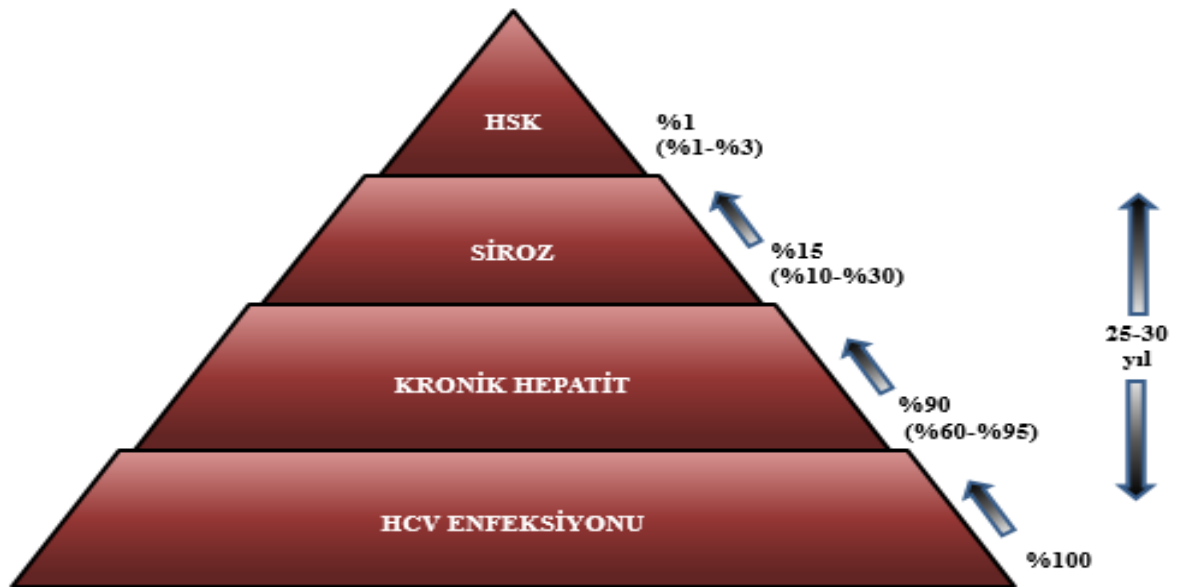 HSK
%1
(%1-%3)
SİROZ
%15
(%10-%30)
25-30
yıl
KRONİK HEPATİT
%90
(%60-%95)
HCV ENFEKSİYONU
%100